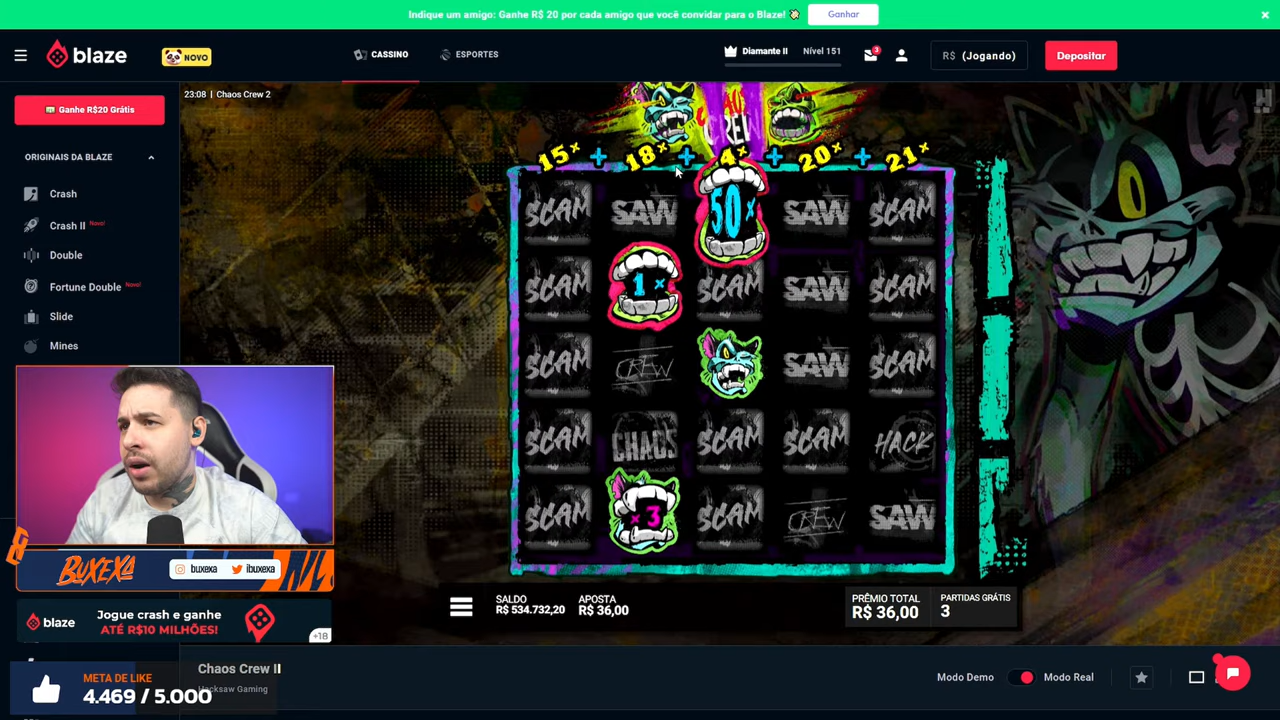 Indique um amigo: Ganhe R$ 20 por cada amigo que você convidar para o Blaze!
Ganhar
blaze
NOVO
CASSINO
ESPORTES
Diamante II
Nível 151
3
R$ (Jogando)
Depositar
Ganhe R$20 Grátis
23:08 | Chaos Crew 2
ORIGINAIS DA BLAZE
Crash
Crash II Novo!
Double
Fortune Double Novo!
Slide
Mines
15x + 18x + 4x + 20x + 21x
SCAM SAW 50x SAW SCAM
SCAM 1x SCAM SAW SCAM
SCAM CREW SAW SCAM
SCAM CHAOS SCAM SCAM HACK
SCAM x3 SCAM CREW SAW
BUXEXA
buxexa
ibuxexa
blaze
Jogue crash e ganhe
ATÉ R$10 MILHÕES!
+18
SALDO
R$ 534.732,20
APOSTA
R$ 36,00
PRÊMIO TOTAL
R$ 36,00
PARTIDAS GRÁTIS
3
META DE LIKE
4.469 / 5.000
Chaos Crew II
Hacksaw Gaming
Modo Demo
Modo Real